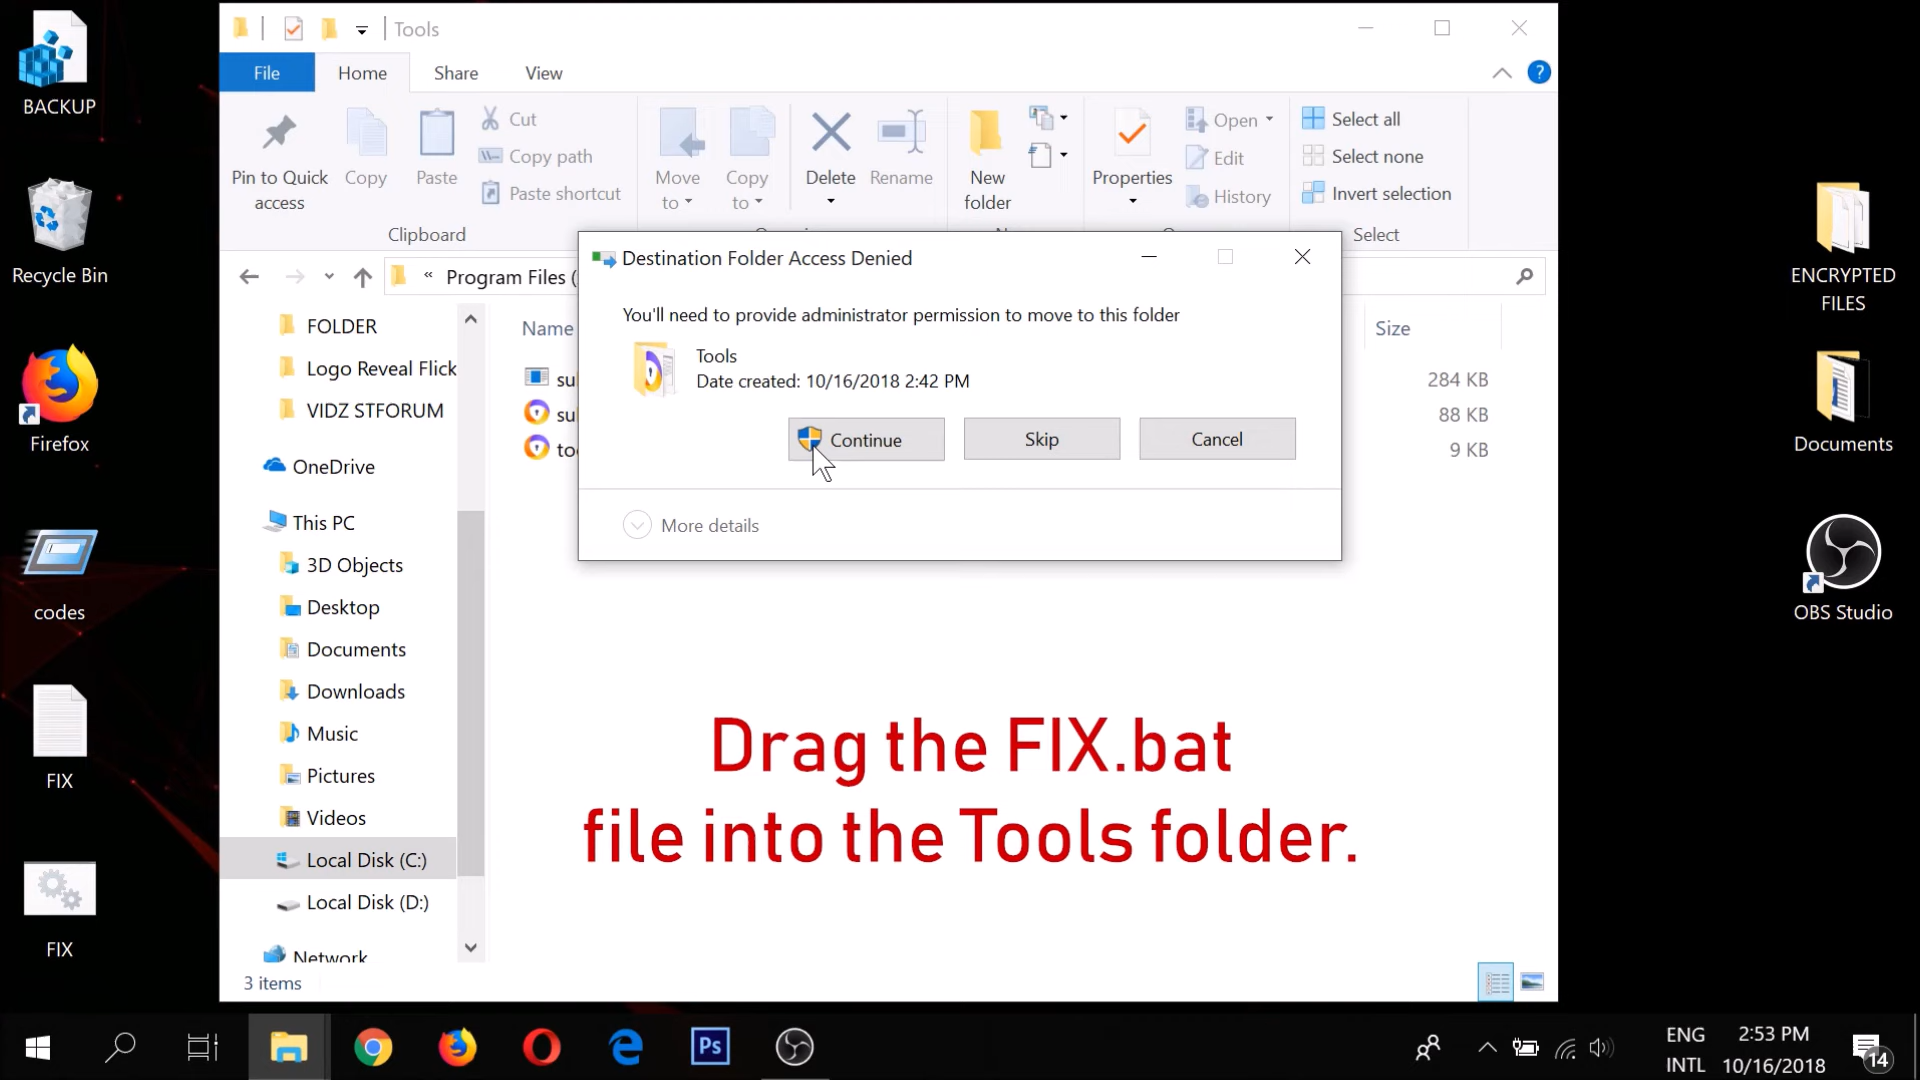 Tools
File
Home
Share
View
Pin to Quick
access
Copy
Paste
Cut
Copy path
Paste shortcut
Clipboard
Move
to
Copy
to
Delete
Rename
New
folder
Properties
Open
Edit
History
Select all
Select none
Invert selection
Select
« Program Files (
FOLDER
Logo Reveal Flick
VIDZ STFORUM
OneDrive
This PC
3D Objects
Desktop
Documents
Downloads
Music
Pictures
Videos
Local Disk (C:)
Local Disk (D:)
Network
3 items
Name
Size
284 KB
88 KB
9 KB
Destination Folder Access Denied
You'll need to provide administrator permission to move to this folder
Tools
Date created: 10/16/2018 2:42 PM
Continue
Skip
Cancel
More details
Drag the FIX.bat
file into the Tools folder.
BACKUP
Recycle Bin
Firefox
codes
FIX
FIX
ENCRYPTED
FILES
Documents
OBS Studio
Ps
ENG
INTL
2:53 PM
10/16/2018
14